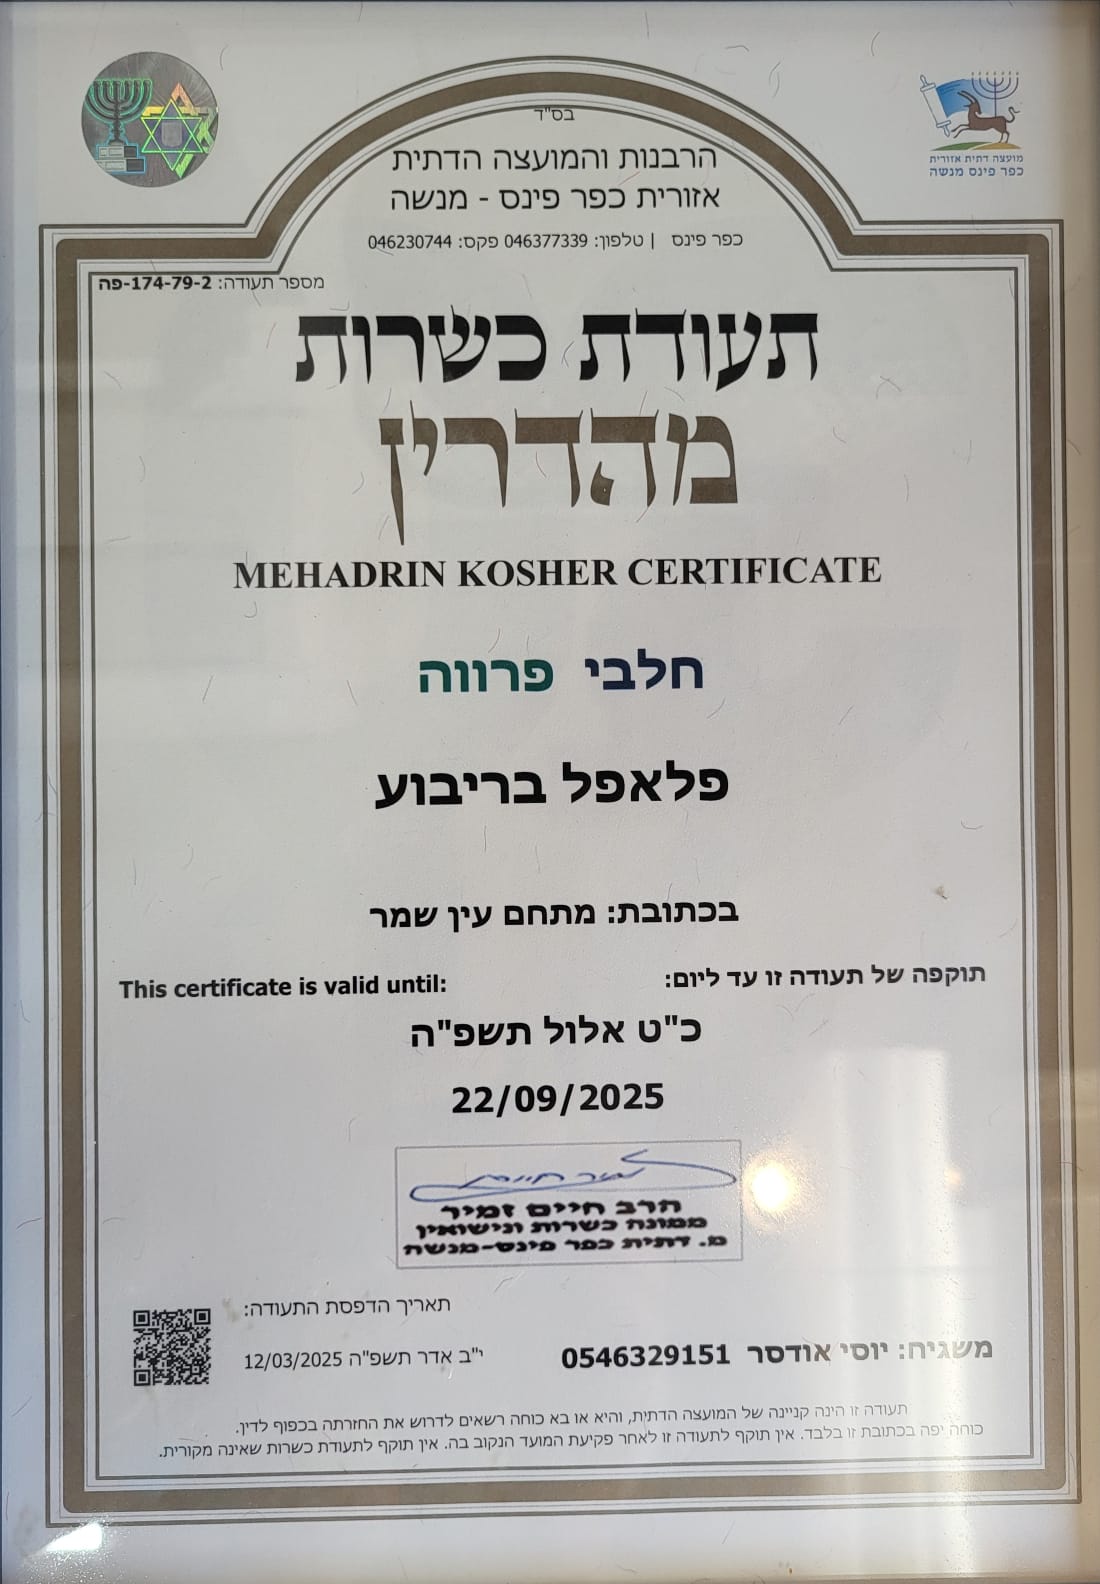 בס"ד
הרבנות והמועצה הדתית
אזורית כפר פינס - מנשה
כפר פינס | טלפון: 046377339 פקס: 046230744
מועצה דתית אזורית
כפר פינס מנשה
מספר תעודה: 174-79-2-פה
תעודת כשרות
מהדרין
MEHADRIN KOSHER CERTIFICATE
חלבי פרווה
פלאפל בריבוע
בכתובת: מתחם עין שמר
תוקפה של תעודה זו עד ליום:
This certificate is valid until:
כ"ט אלול תשפ"ה
22/09/2025
הרב חיים זמיר
ממונה כשרות ונישואין
מ. דתית כפר פינס-מנשה
תאריך הדפסת התעודה:
י"ב אדר תשפ"ה 12/03/2025
משגיח: יוסי אודסר 0546329151
תעודה זו הינה קניינה של המועצה הדתית, והיא או בא כוחה רשאים לדרוש את החזרתה בכפוף לדין.
כוחה יפה בכתובת זו בלבד. אין תוקף לתעודה זו לאחר פקיעת המועד הנקוב בה. אין תוקף לתעודת כשרות שאינה מקורית.